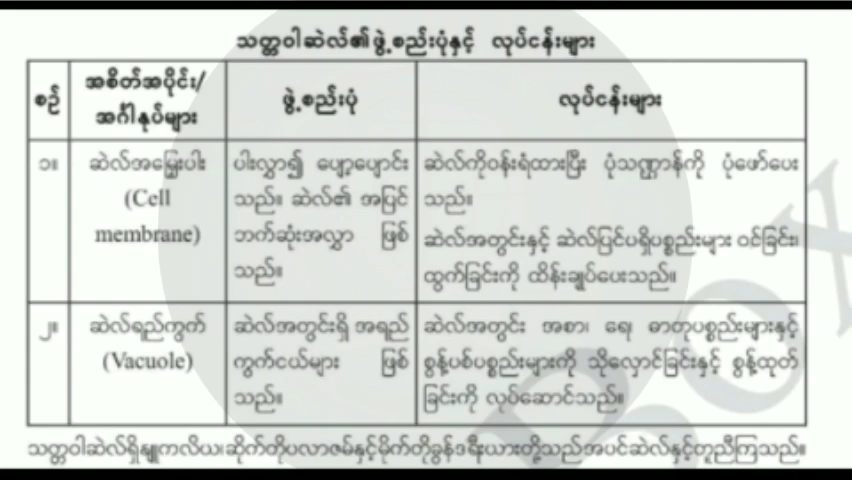 သတ္တဝါဆဲလ်၏ဖွဲ့စည်းပုံနှင့် လုပ်ငန်းများ
စဉ်
အစိတ်အပိုင်း/
အင်္ဂါနုပ်များ
ဖွဲ့စည်းပုံ
လုပ်ငန်းများ
၁။
ဆဲလ်အမြှေးပါး
(Cell
membrane)
ပါးလွှာ၍ ပျော့ပျောင်း
သည်။ ဆဲလ်၏ အပြင်
ဘက်ဆုံးအလွှာ ဖြစ်
သည်။
ဆဲလ်ကိုဝန်းရံထားပြီး ပုံသဏ္ဌာန်ကို ပုံဖော်ပေး
သည်။
ဆဲလ်အတွင်းနှင့် ဆဲလ်ပြင်ပရှိပစ္စည်းများ ဝင်ခြင်း၊
ထွက်ခြင်းကို ထိန်းချုပ်ပေးသည်။
၂။
ဆဲလ်ရည်ကွက်
(Vacuole)
ဆဲလ်အတွင်းရှိ အရည်
ကွက်ငယ်များ ဖြစ်
သည်။
ဆဲလ်အတွင်း အစာ၊ ရေ၊ ဓာတုပစ္စည်းများနှင့်
စွန့်ပစ်ပစ္စည်းများကို သိုလှောင်ခြင်းနှင့် စွန့်ထုတ်
ခြင်းကို လုပ်ဆောင်သည်။
သတ္တဝါဆဲလ်ရှိနျူကလိယ၊ဆိုက်တိုပလာဇမ်နှင့်မိုက်တိုခွန်ဒရီးယားတို့သည်အပင်ဆဲလ်နှင့်တူညီကြသည်။
Box